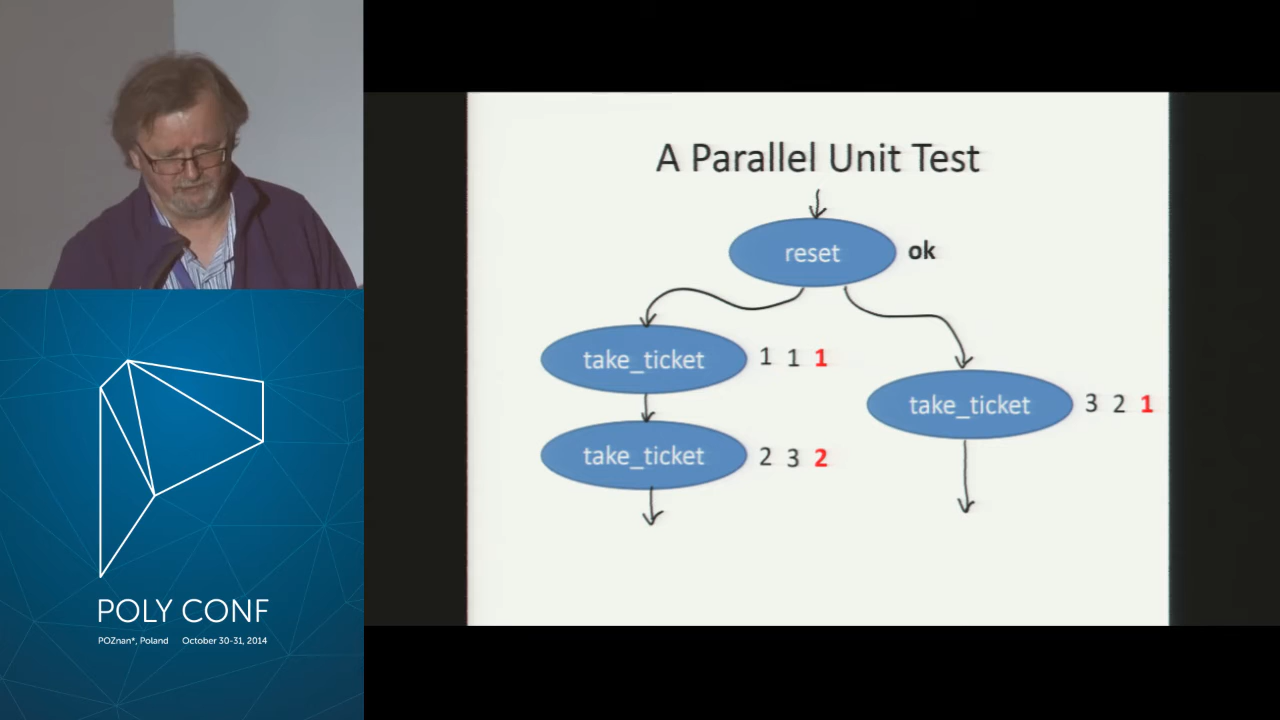 A Parallel Unit Test
reset ok
take_ticket 1 1 1
take_ticket 3 2 1
take_ticket 2 3 2
POLY CONF
POZnan*, Poland October 30-31, 2014